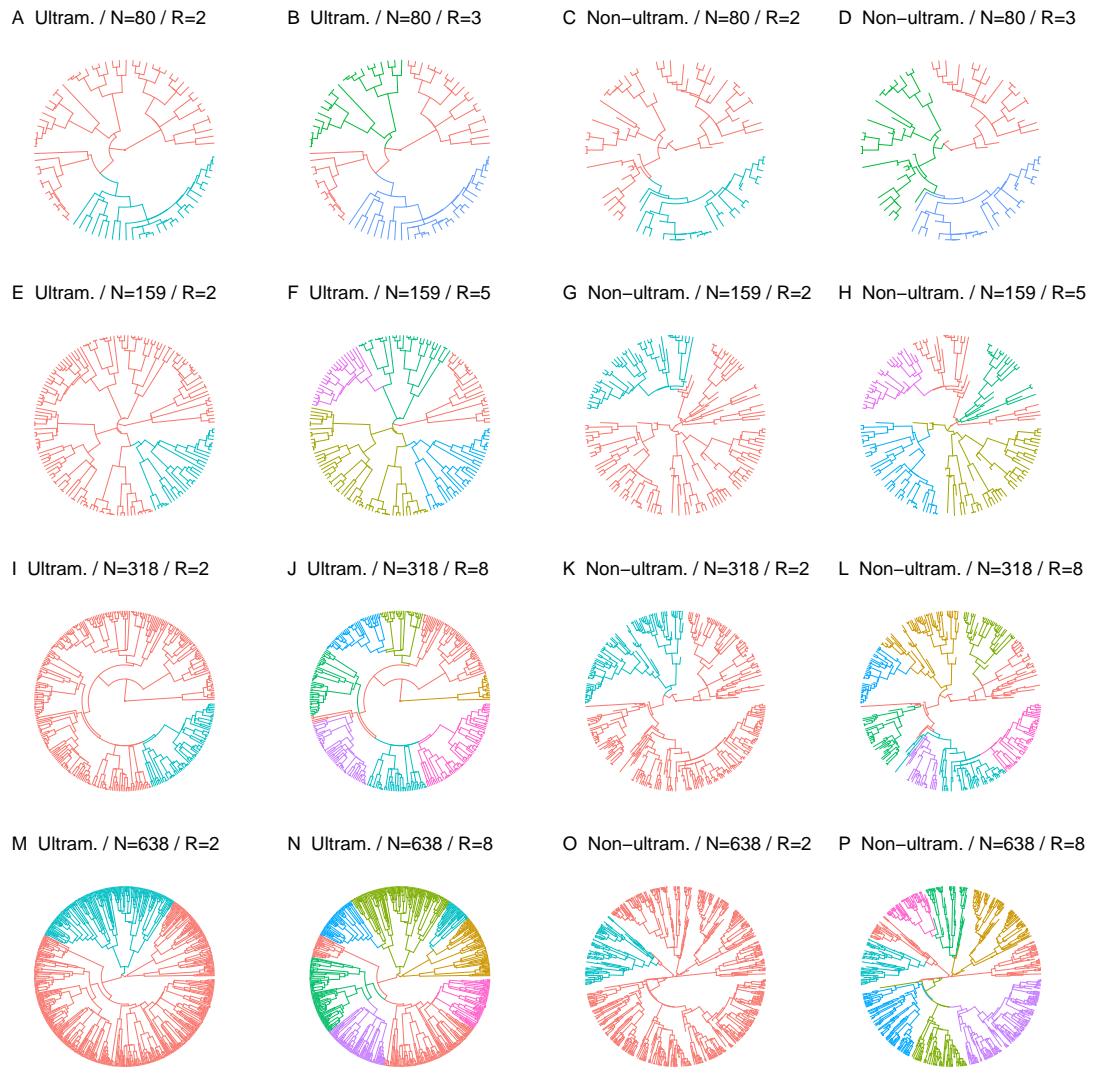 A Ultram. / N=80 / R=2
B Ultram. / N=80 / R=3
C Non−ultram. / N=80 / R=2
D Non−ultram. / N=80 / R=3
E Ultram. / N=159 / R=2
F Ultram. / N=159 / R=5
G Non−ultram. / N=159 / R=2
H Non−ultram. / N=159 / R=5
I Ultram. / N=318 / R=2
J Ultram. / N=318 / R=8
K Non−ultram. / N=318 / R=2
L Non−ultram. / N=318 / R=8
M Ultram. / N=638 / R=2
N Ultram. / N=638 / R=8
O Non−ultram. / N=638 / R=2
P Non−ultram. / N=638 / R=8